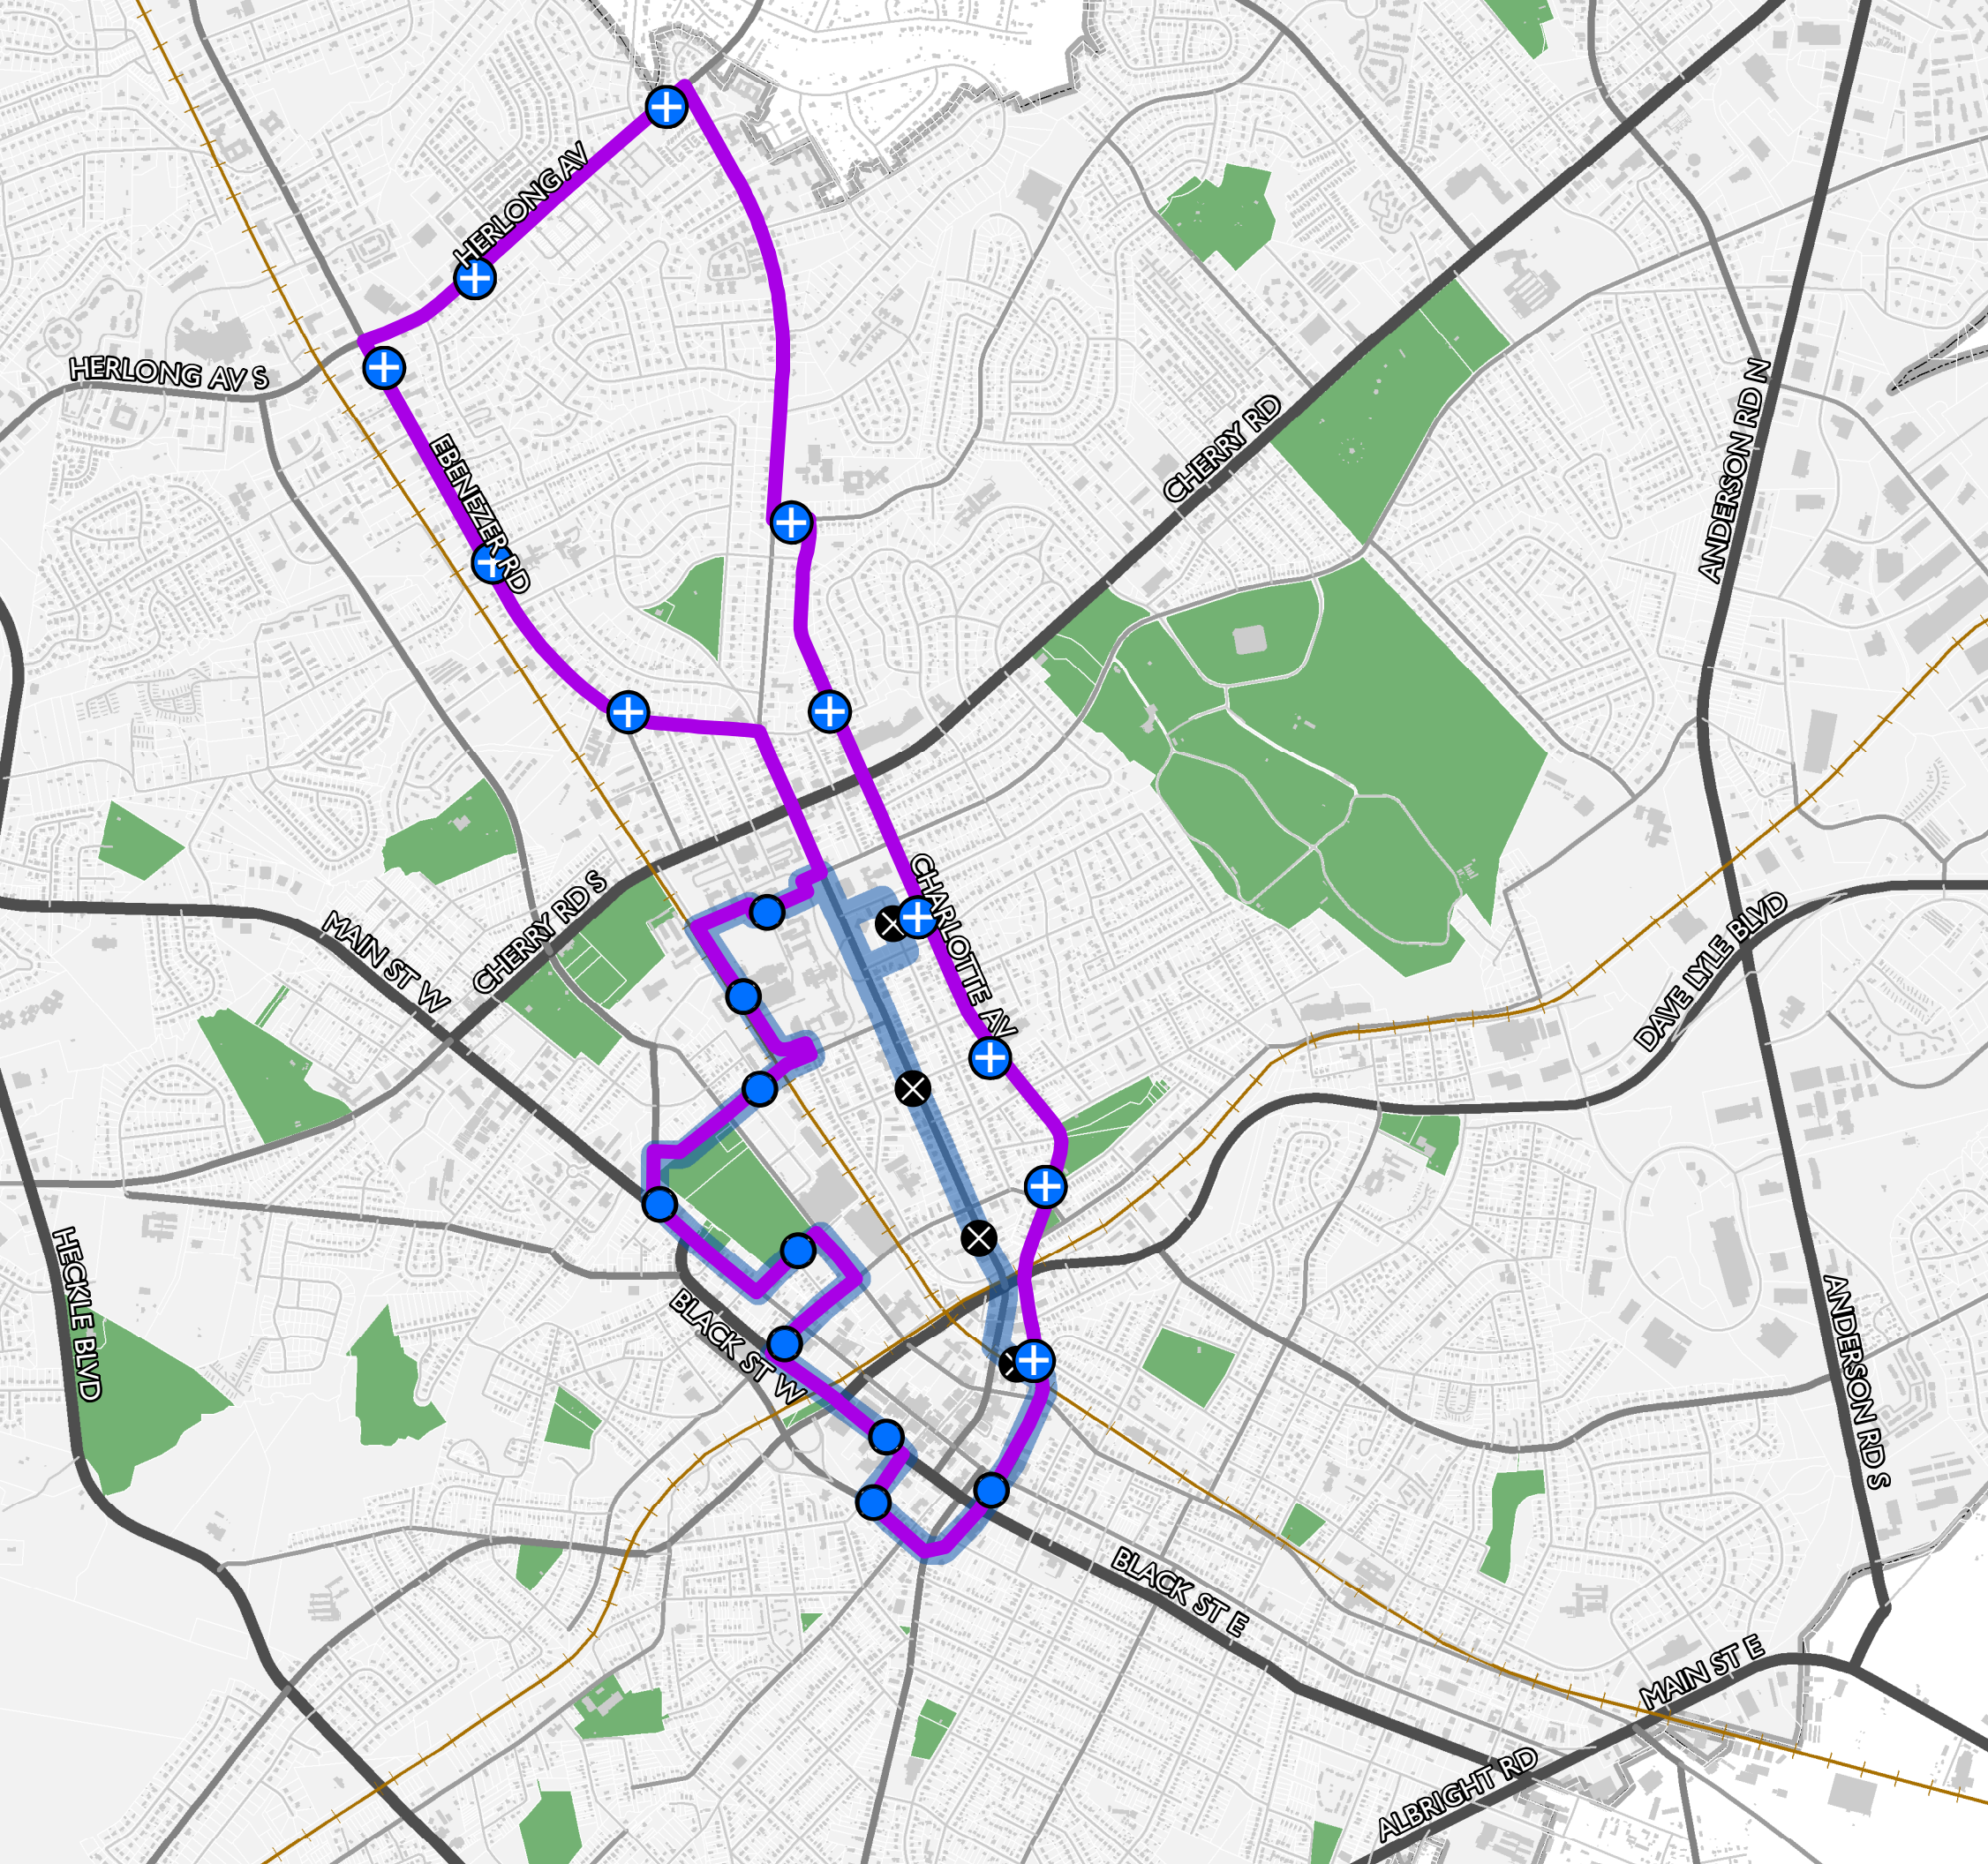 HERLONG AV
HERLONG AV S
ANDERSON RD N
CHERRY RD
EBENEZER RD
CHARLOTTE AV
CHERRY RD S
MAIN ST W
DAVE LYLE BLVD
HECKLE BLVD
BLACK ST W
ANDERSON RD S
BLACK ST E
MAIN ST E
ALBRIGHT RD